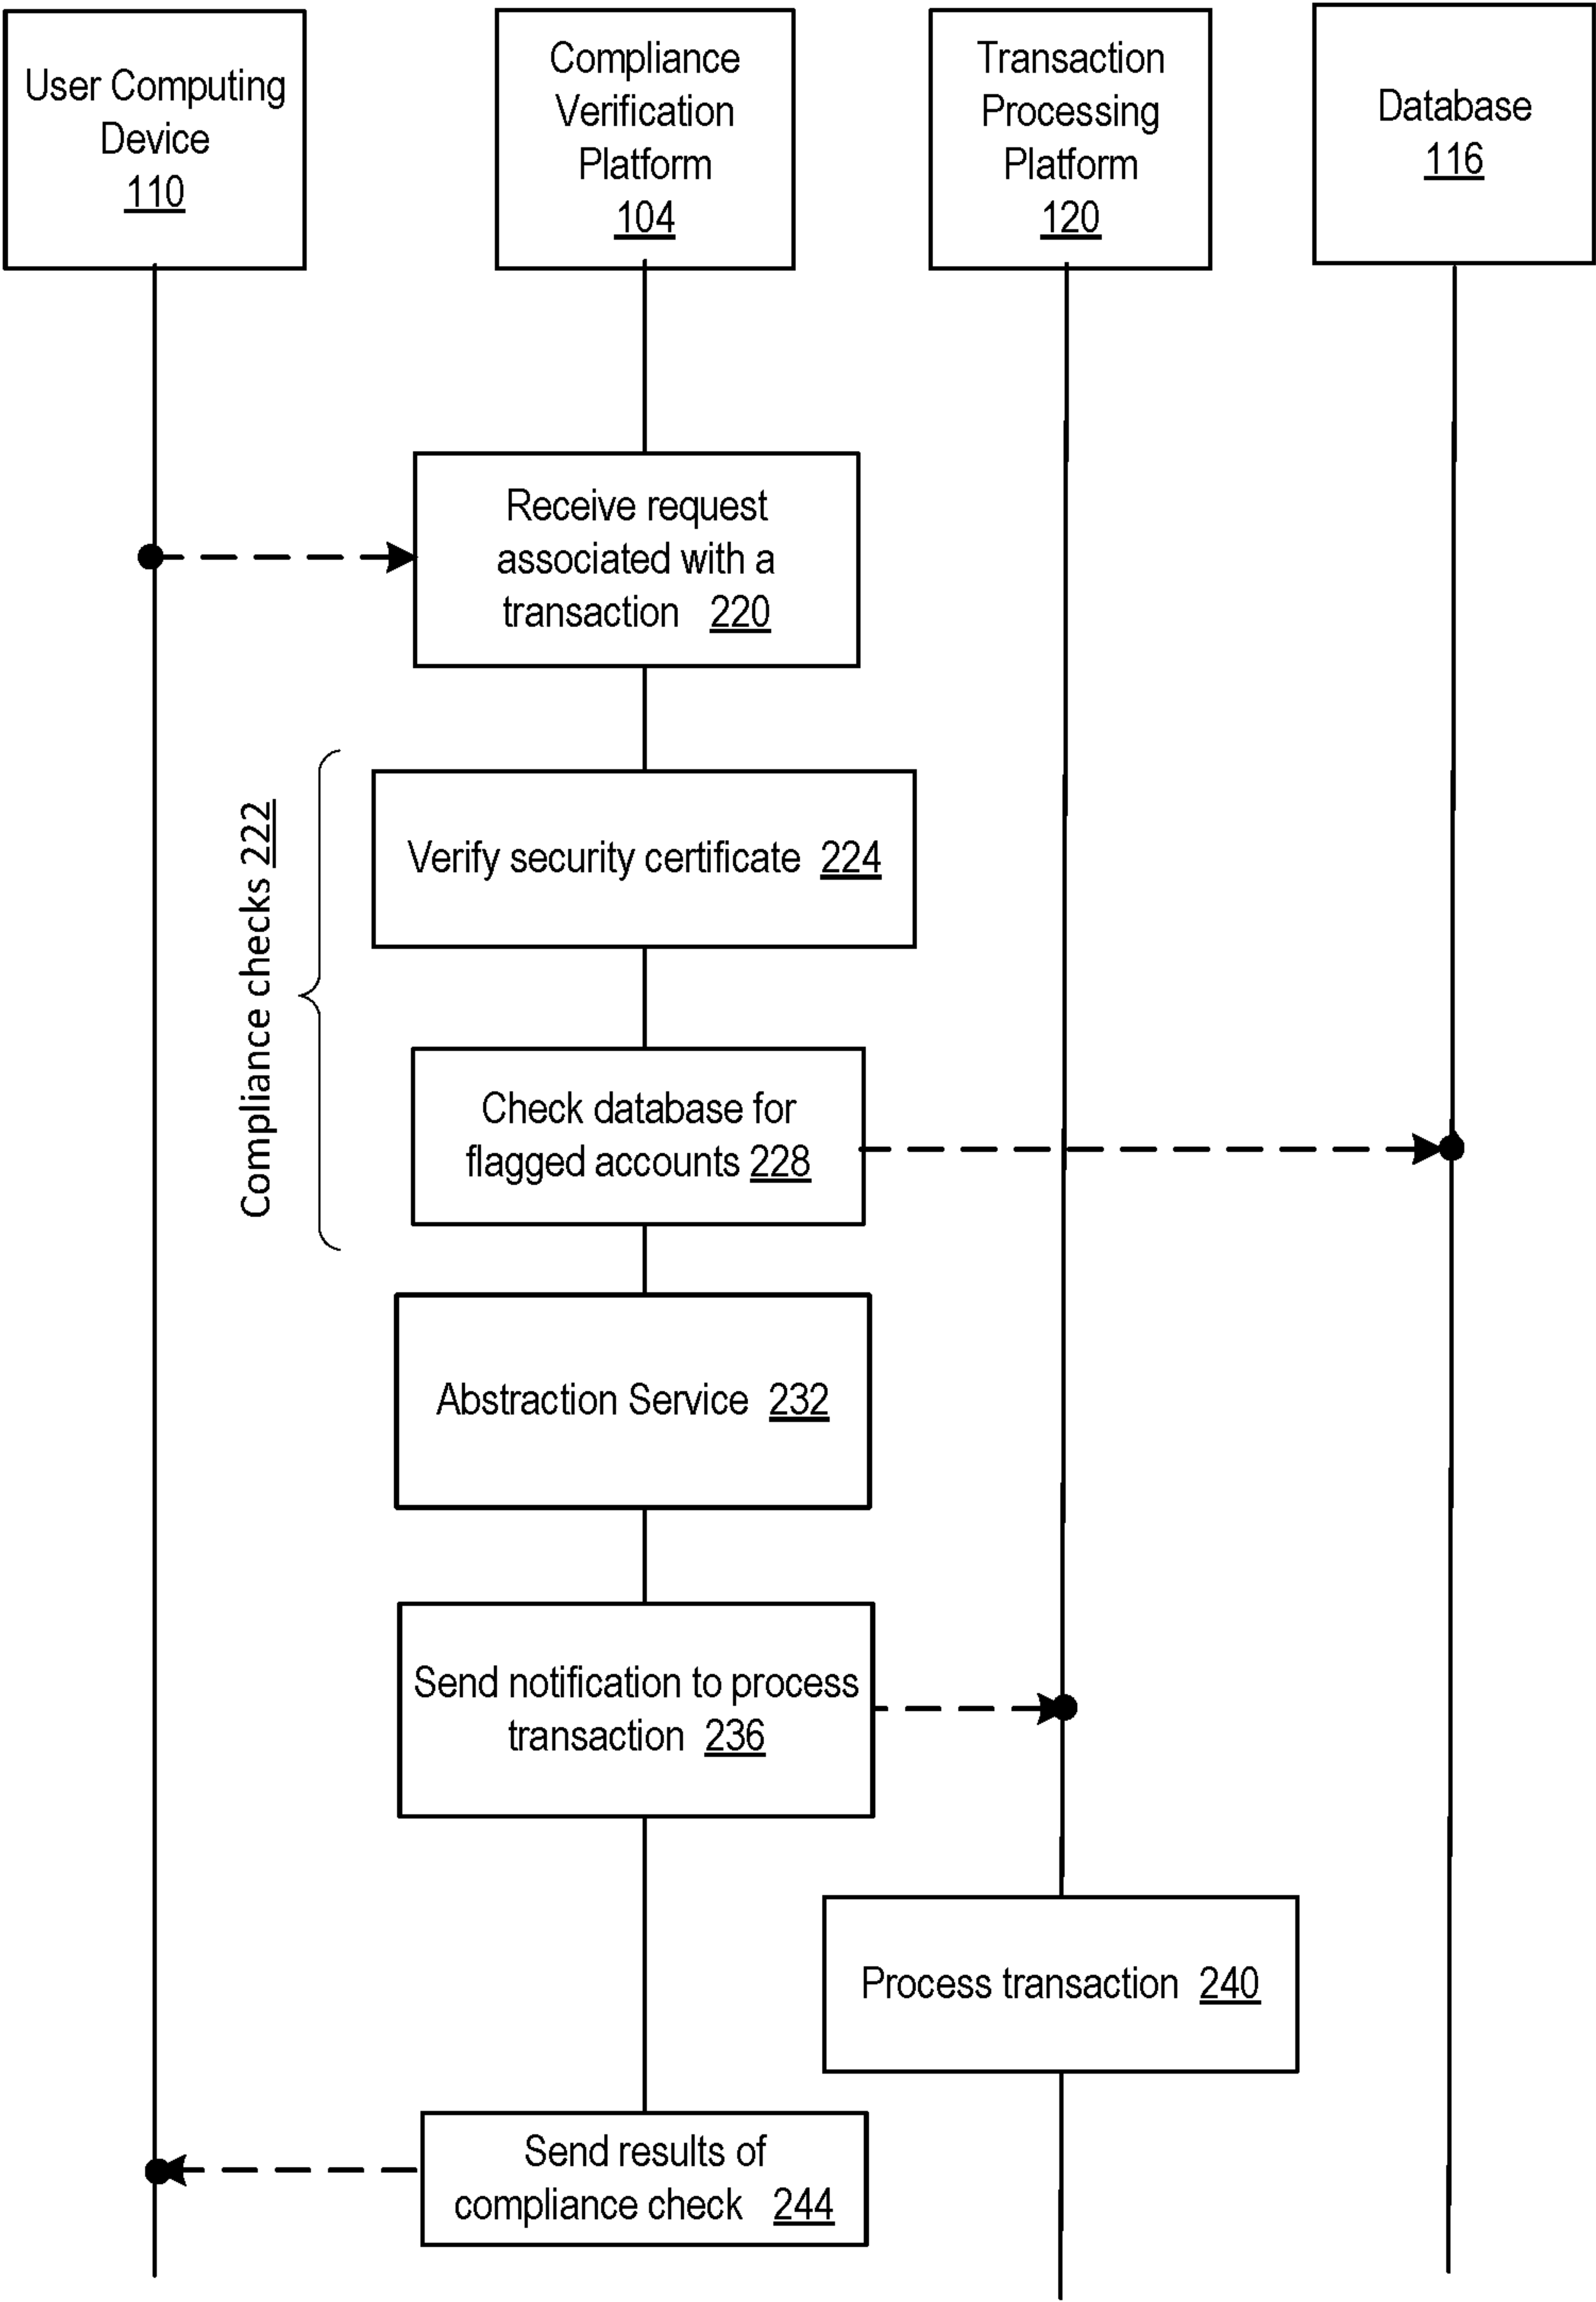 User Computing
Device
110
Compliance
Verification
Platform
104
Transaction
Processing
Platform
120
Database
116
Receive request
associated with a
transaction 220
Compliance checks 222
Verify security certificate 224
Check database for
flagged accounts 228
Abstraction Service 232
Send notification to process
transaction 236
Process transaction 240
Send results of
compliance check 244